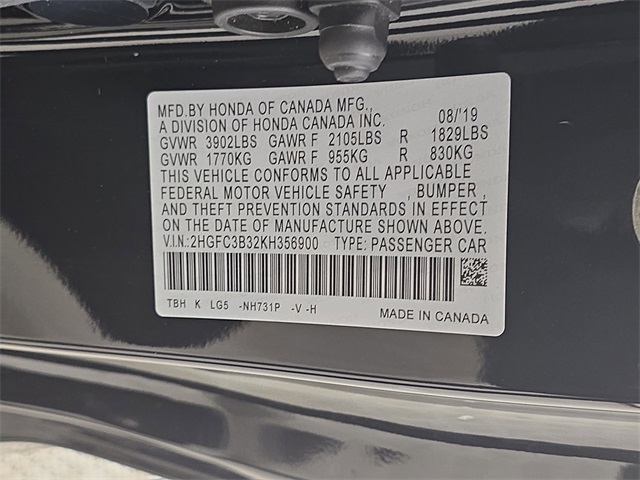 MFD.BY HONDA OF CANADA MFG., 08/'19
A DIVISION OF HONDA CANADA INC.
GVWR 3902LBS GAWR F 2105LBS R 1829LBS
GVWR 1770KG GAWR F 955KG R 830KG
THIS VEHICLE CONFORMS TO ALL APPLICABLE
FEDERAL MOTOR VEHICLE SAFETY , BUMPER ,
AND THEFT PREVENTION STANDARDS IN EFFECT
ON THE DATE OF MANUFACTURE SHOWN ABOVE.
V.I.N.:2HGFC3B32KH356900 TYPE: PASSENGER CAR
TBH K LG5 -NH731P -V -H
MADE IN CANADA